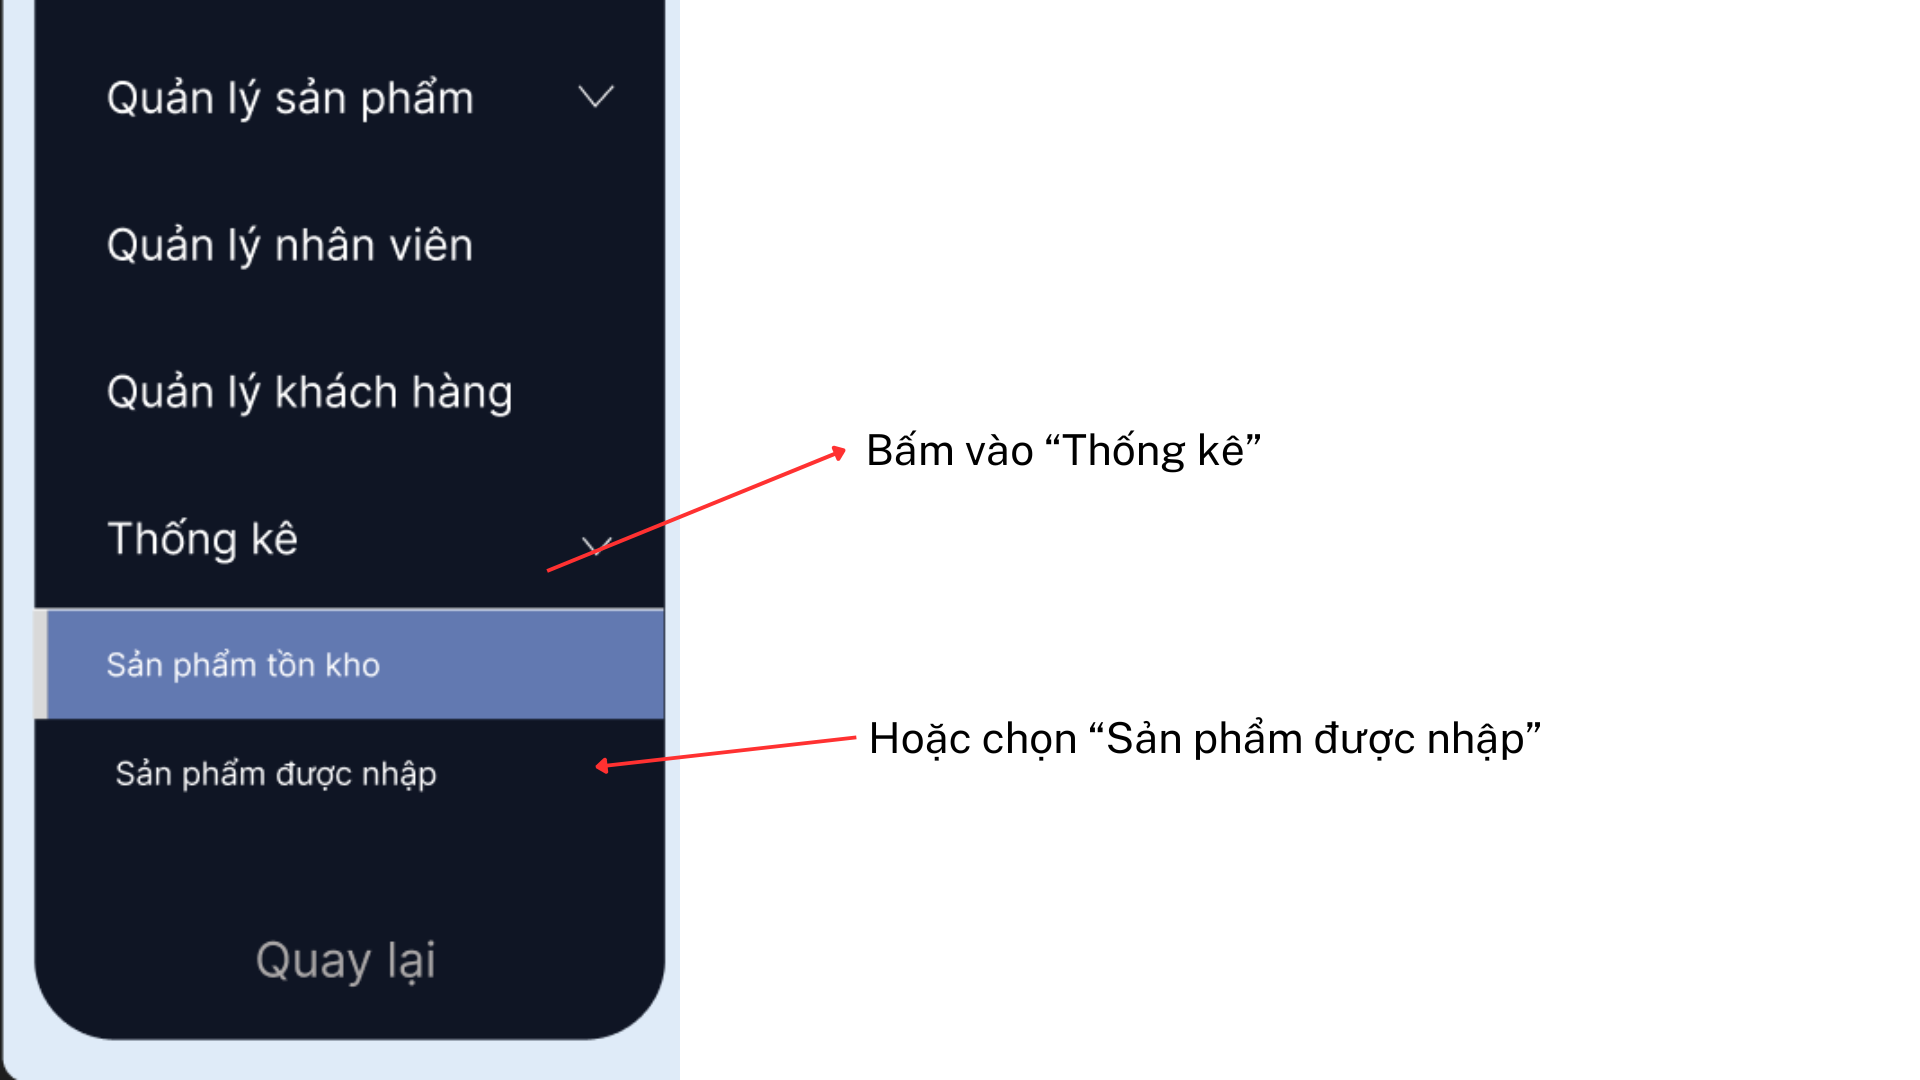 Quản lý sản phẩm
Quản lý nhân viên
Quản lý khách hàng
Thống kê
Sản phẩm tồn kho
Sản phẩm được nhập
Quay lại
Bấm vào “Thống kê”
Hoặc chọn “Sản phẩm được nhập”